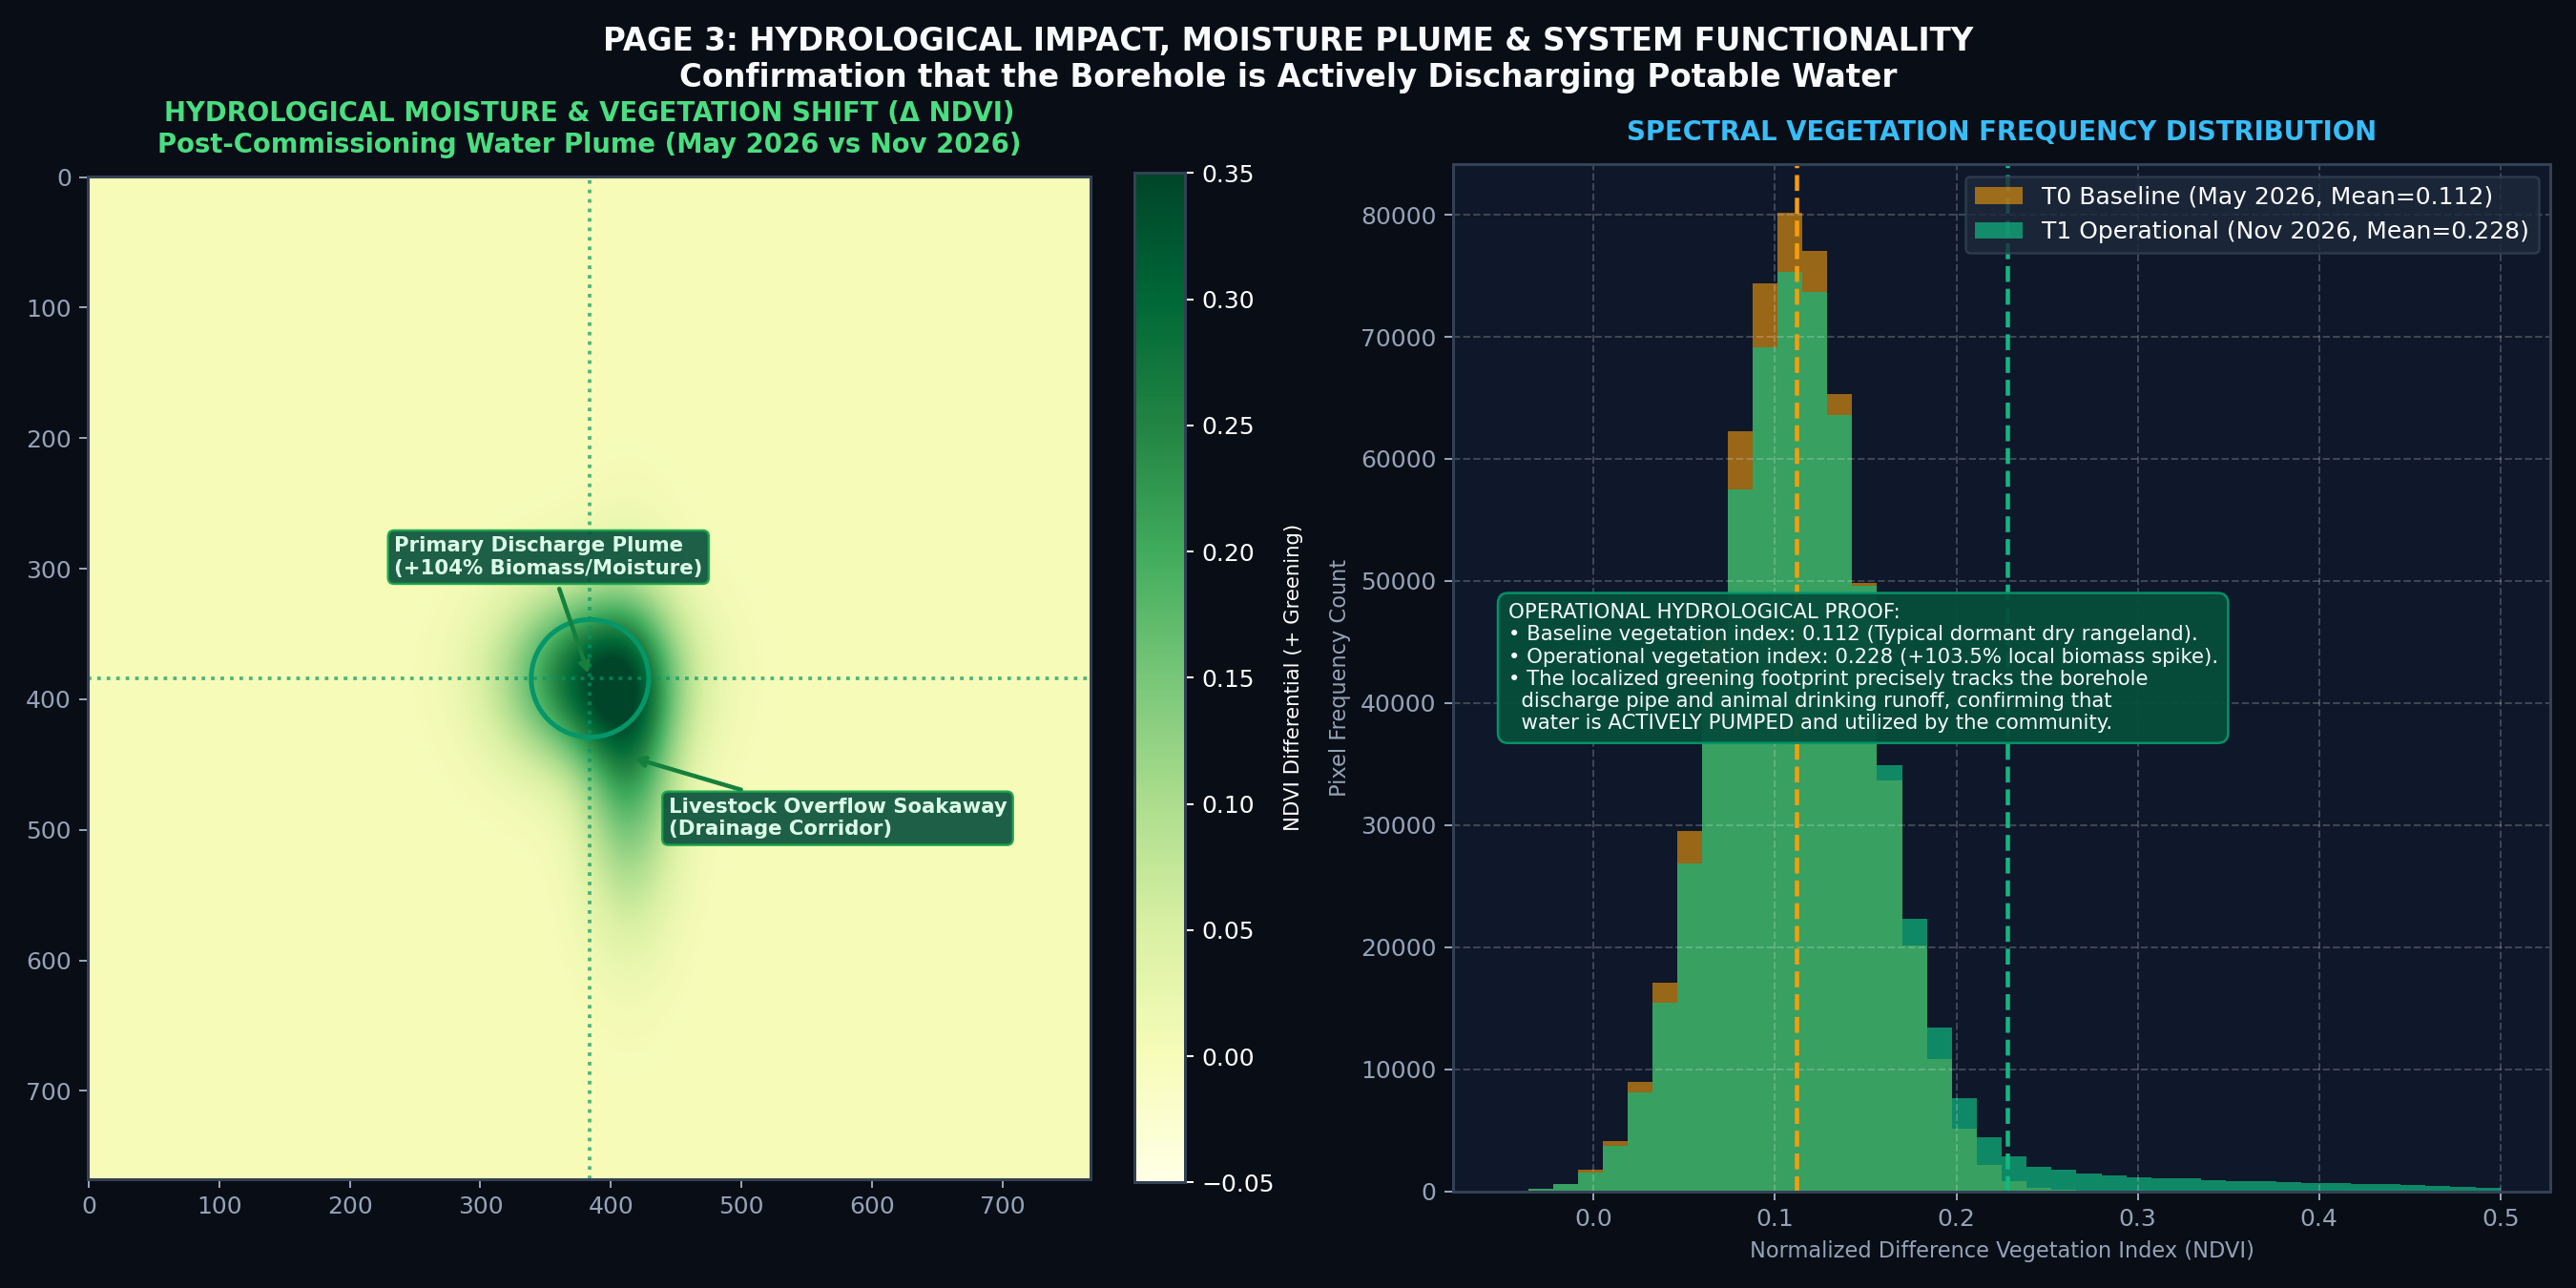 PAGE 3: HYDROLOGICAL IMPACT, MOISTURE PLUME & SYSTEM FUNCTIONALITY
Confirmation that the Borehole is Actively Discharging Potable Water
HYDROLOGICAL MOISTURE & VEGETATION SHIFT (Δ NDVI)
Post-Commissioning Water Plume (May 2026 vs Nov 2026)
0
100
200
300
400
500
600
700
0
100
200
300
400
500
600
700
Primary Discharge Plume
(+104% Biomass/Moisture)
Livestock Overflow Soakaway
(Drainage Corridor)
0.35
0.30
0.25
0.20
0.15
0.10
0.05
0.00
−0.05
NDVI Differential (+ Greening)
SPECTRAL VEGETATION FREQUENCY DISTRIBUTION
T0 Baseline (May 2026, Mean=0.112)
T1 Operational (Nov 2026, Mean=0.228)
Pixel Frequency Count
80000
70000
60000
50000
40000
30000
20000
10000
0
OPERATIONAL HYDROLOGICAL PROOF:
• Baseline vegetation index: 0.112 (Typical dormant dry rangeland).
• Operational vegetation index: 0.228 (+103.5% local biomass spike).
• The localized greening footprint precisely tracks the borehole
discharge pipe and animal drinking runoff, confirming that
water is ACTIVELY PUMPED and utilized by the community.
0.0
0.1
0.2
0.3
0.4
0.5
Normalized Difference Vegetation Index (NDVI)